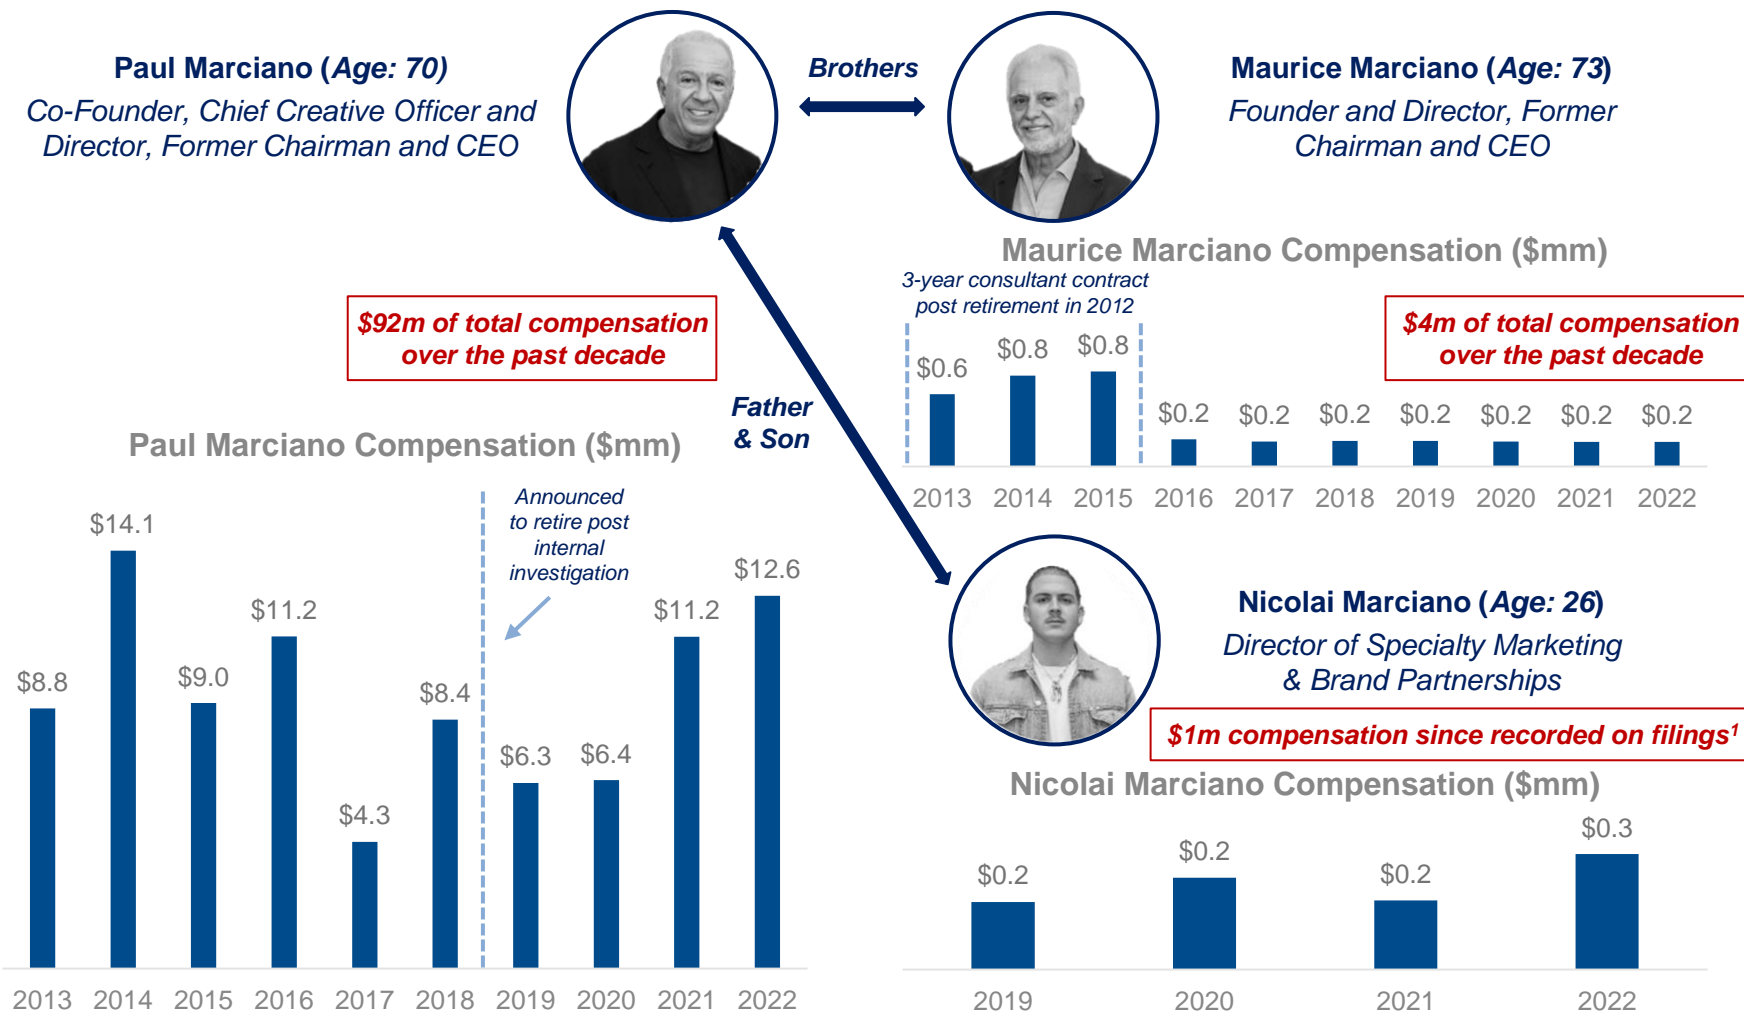 Paul Marciano (Age: 70)
Co-Founder, Chief Creative Officer and
Director, Former Chairman and CEO
Brothers
Maurice Marciano (Age: 73)
Founder and Director, Former
Chairman and CEO
Maurice Marciano Compensation ($mm)
3-year consultant contract
post retirement in 2012
$4m of total compensation
over the past decade
$0.6
$0.8
$0.8
$0.2
$0.2
$0.2
$0.2
$0.2
$0.2
$0.2
2013
2014
2015
2016
2017
2018
2019
2020
2021
2022
$92m of total compensation
over the past decade
Father
& Son
Paul Marciano Compensation ($mm)
Announced
to retire post
internal
investigation
$8.8
$14.1
$9.0
$11.2
$4.3
$8.4
$6.3
$6.4
$11.2
$12.6
2013
2014
2015
2016
2017
2018
2019
2020
2021
2022
Nicolai Marciano (Age: 26)
Director of Specialty Marketing
& Brand Partnerships
$1m compensation since recorded on filings¹
Nicolai Marciano Compensation ($mm)
$0.2
$0.2
$0.2
$0.3
2019
2020
2021
2022